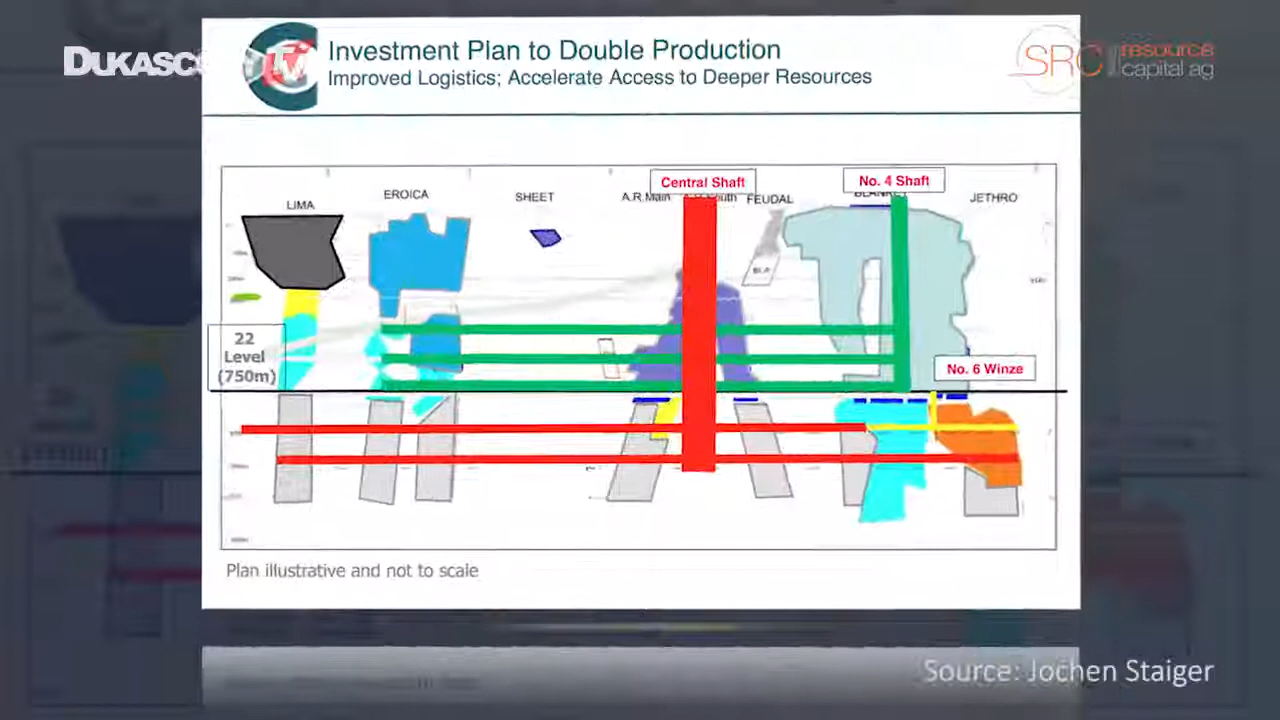 Investment Plan to Double Production
Improved Logistics; Accelerate Access to Deeper Resources
SRC resource
capital ag
Central Shaft
No. 4 Shaft
LIMA
EROICA
SHEET
A.R.Main
FEUDAL
JETHRO
22
Level
(750m)
No. 6 Winze
Plan illustrative and not to scale
Source: Jochen Staiger